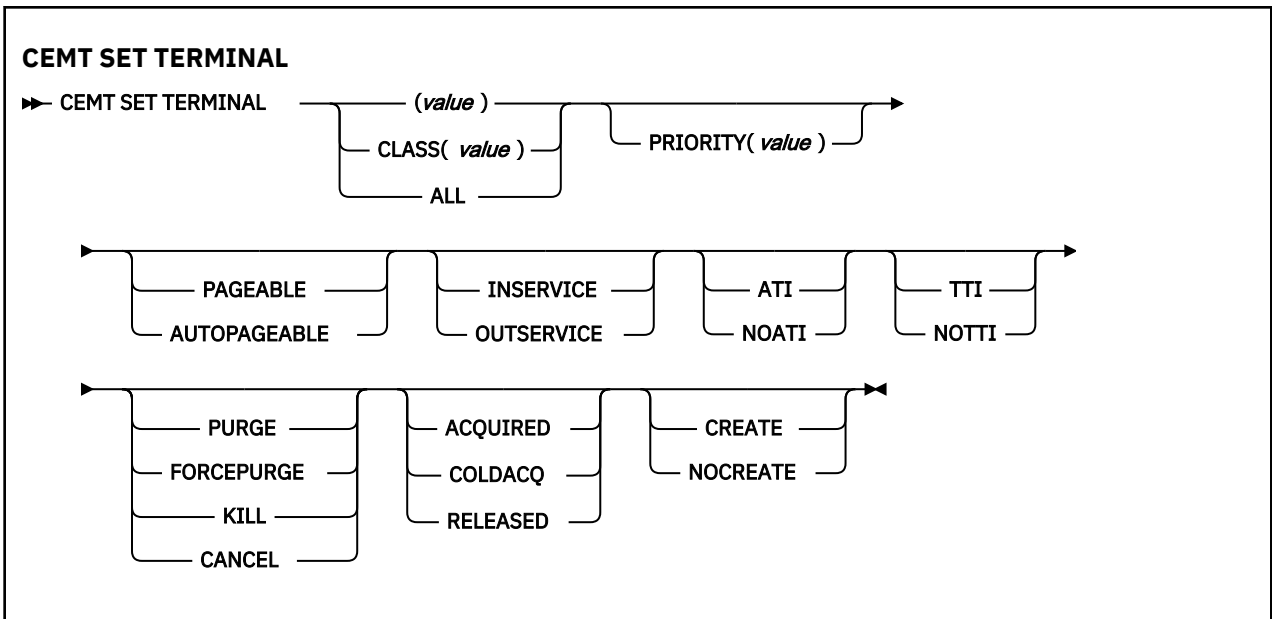 CEMT SET TERMINAL
CEMT SET TERMINAL (value )
CLASS( value ) PRIORITY( value )
ALL
PAGEABLE INSERVICE ATI TTI
AUTOPAGEABLE OUTSERVICE NOATI NOTTI
PURGE ACQUIRED CREATE
FORCEPURGE COLDACQ NOCREATE
KILL RELEASED
CANCEL